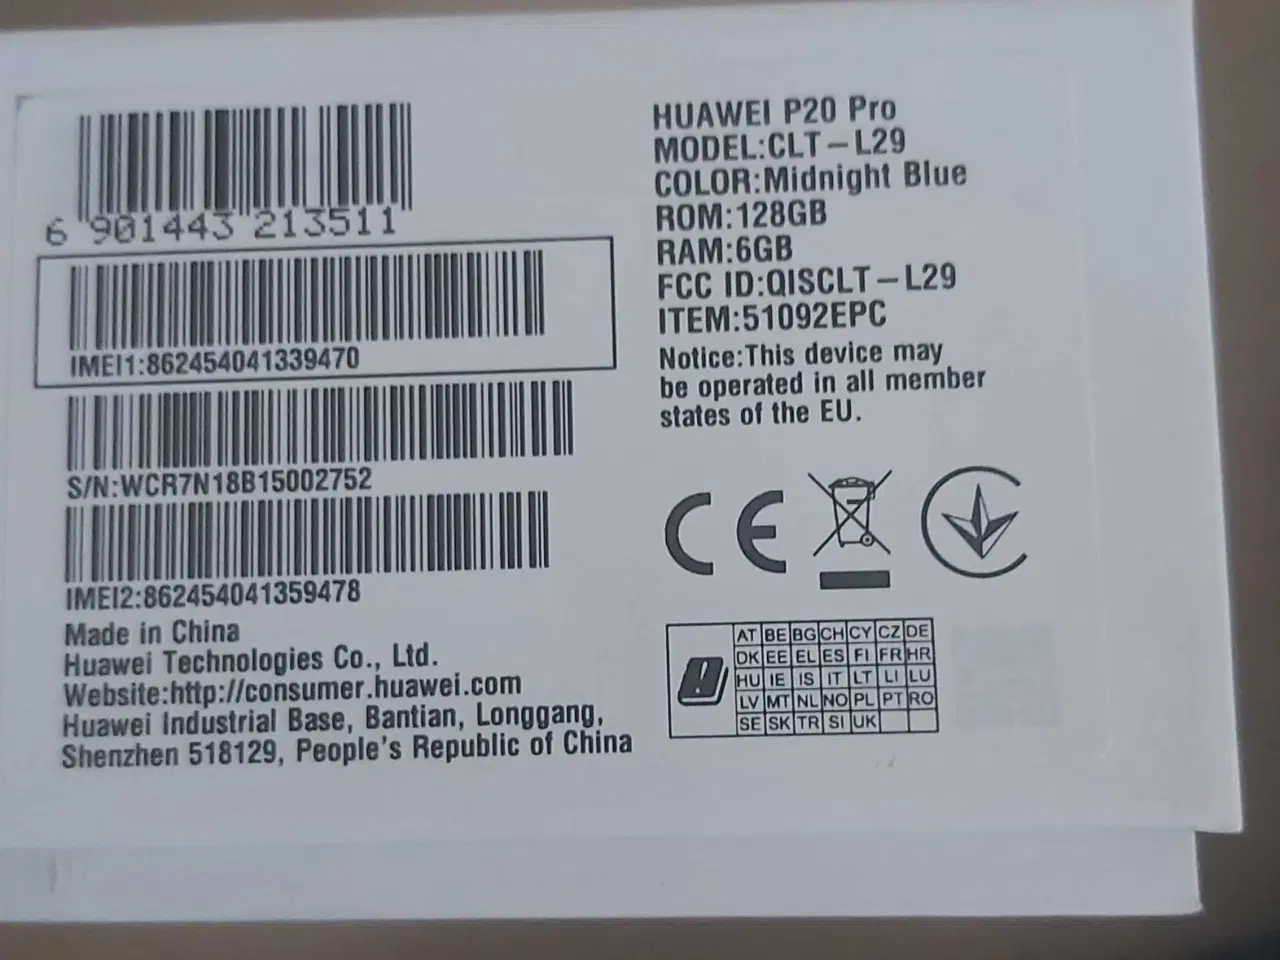 6 901443 213511
IMEI1:862454041339470
S/N:WCR7N18B15002752
IMEI2:862454041359478
Made in China
Huawei Technologies Co., Ltd.
Website:http://consumer.huawei.com
Huawei Industrial Base, Bantian, Longgang,
Shenzhen 518129, People's Republic of China
HUAWEI P20 Pro
MODEL:CLT-L29
COLOR:Midnight Blue
ROM:128GB
RAM:6GB
FCC ID:QISCLT-L29
ITEM:51092EPC
Notice:This device may
be operated in all member
states of the EU.
CE
AT BE BG CH CY CZ DE
DK EE EL ES FI FR HR
HU IE IS IT LT LI LU
LV MT NL NO PL PT RO
SE SK TR SI UK